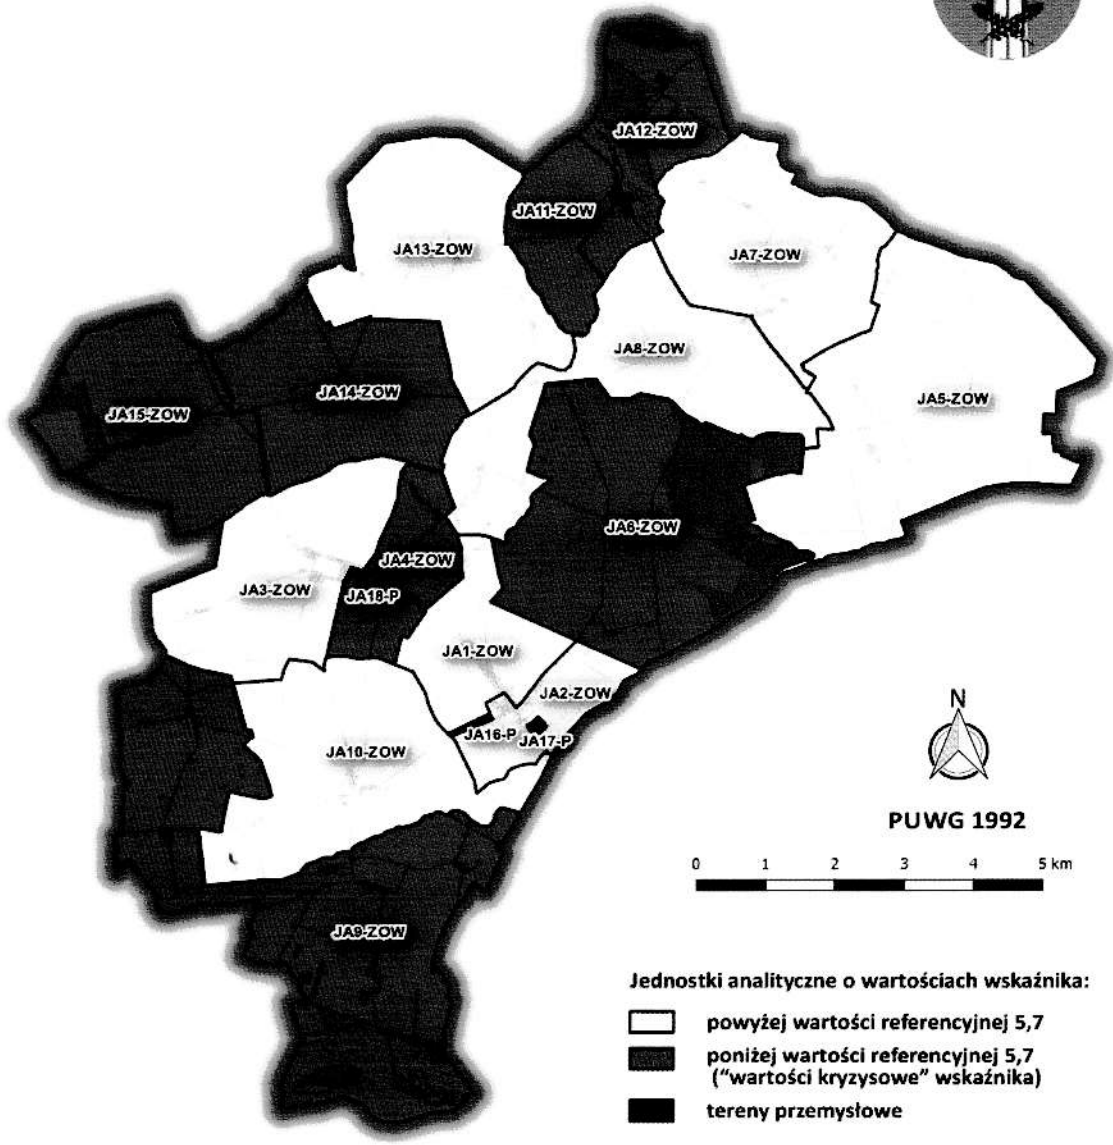 JA12-ZOW
JA11-ZOW
JA13-ZOW
JA7-ZOW
JA8-ZOW
JA14-ZOW
JA5-ZOW
JA15-ZOW
JA6-ZOW
JA4-ZOW
JA3-ZOW
JA18-P
JA1-ZOW
JA2-ZOW
JA16-P
JA17-P
JA10-ZOW
JA9-ZOW
N
PUWG 1992
0 1 2 3 4 5 km
Jednostki analityczne o wartościach wskaźnika:
powyżej wartości referencyjnej 5,7
poniżej wartości referencyjnej 5,7
("wartości kryzysowe" wskaźnika)
tereny przemysłowe